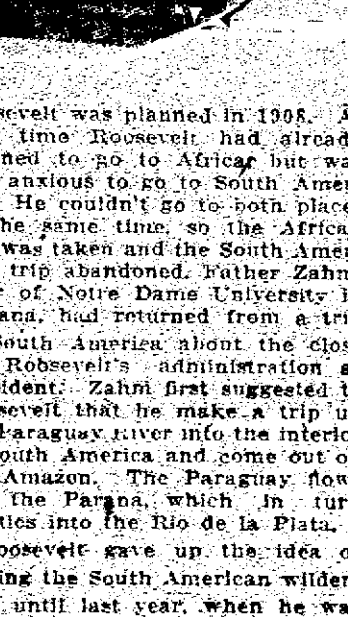 sevelt was planned in 1908. A
time Roosevelt had alread
ned to go to Africa, but wa
anxious to go to South Amer
He couldn't go to both place
he same time, so the Africa
was taken and the South Amer
trip abandoned. Father Zahm
of Notre Dame University
ana, had returned from a tri
South America about the clos
Roosevelt's administration a
ident. Zahm first suggested t
sevelt that he make a trip u
Paraguay River into the interio
outh America and come out o
Amazon. The Paraguay flow
the Parana, which in tur
ties into the Rio de la Plata.
oosevelt gave up the idea o
ing the South American wilder
until last year, when he wa